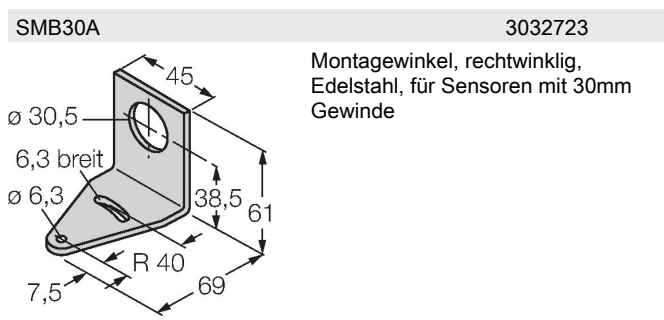 SMB30A 3032723
Montagewinkel, rechtwinklig,
Edelstahl, für Sensoren mit 30mm
Gewinde
45
ø 30,5
6,3 breit
ø 6,3
38,5
61
R 40
7,5
69